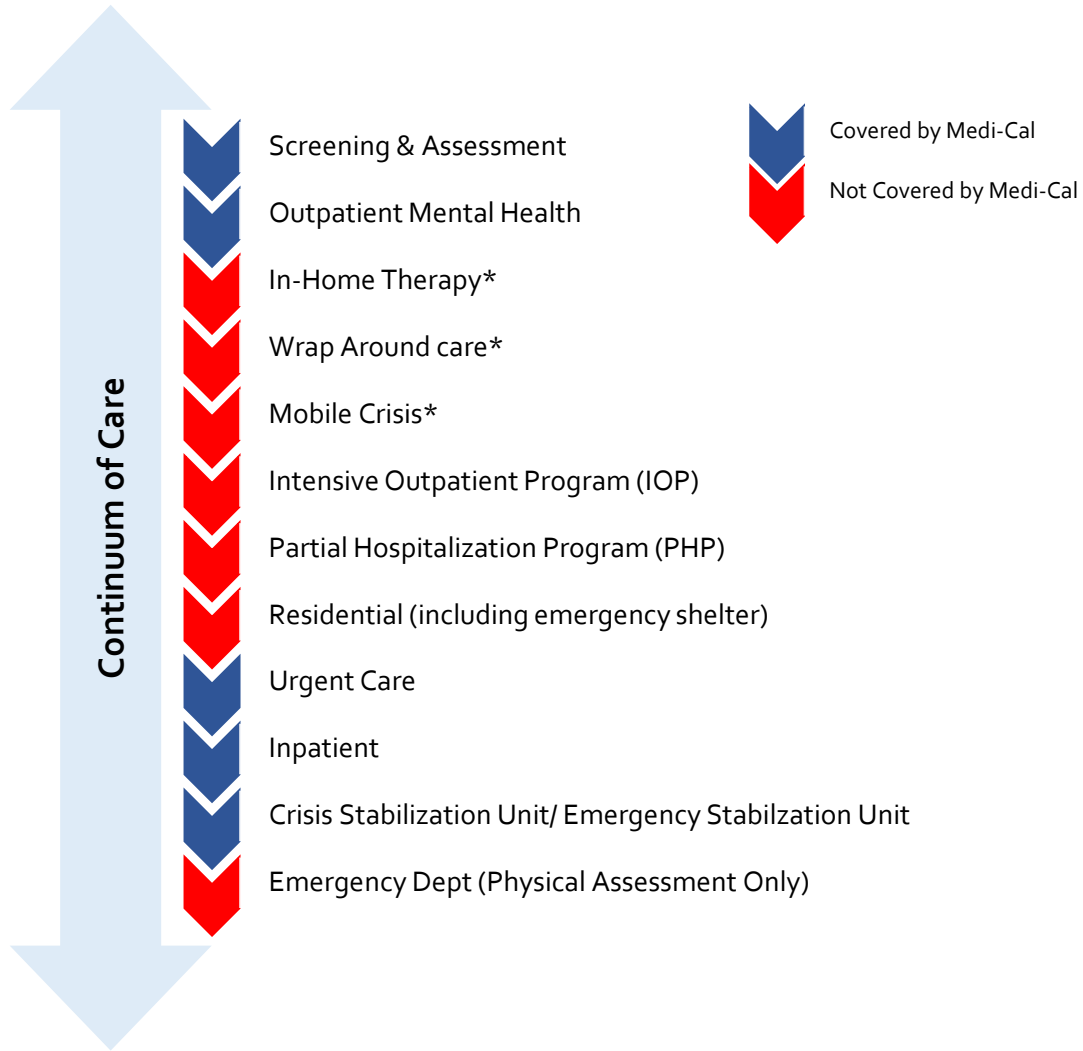 Screening & Assessment
Outpatient Mental Health
In-Home Therapy*
Wrap Around care*
Mobile Crisis*
Intensive Outpatient Program (IOP)
Partial Hospitalization Program (PHP)
Residential (including emergency shelter)
Urgent Care
Inpatient
Crisis Stabilization Unit/ Emergency Stabilzation Unit
Emergency Dept (Physical Assessment Only)
Continuum of Care
Covered by Medi-Cal
Not Covered by Medi-Cal